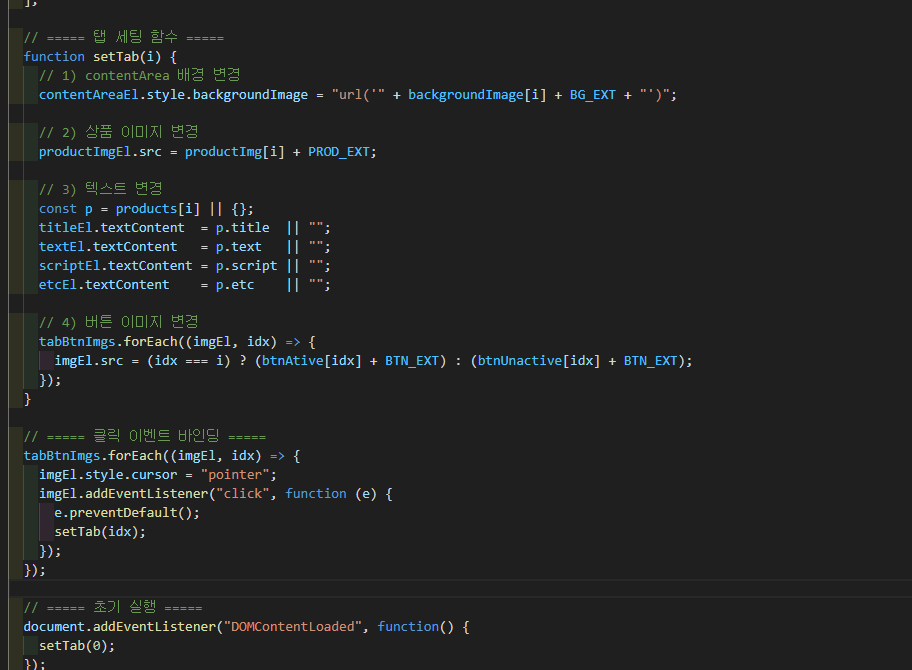 ];
// ===== 탭 세팅 함수 =====
function setTab(i) {
  // 1) contentArea 배경 변경
  contentAreaEl.style.backgroundImage = "url('" + backgroundImage[i] + BG_EXT + "')";

  // 2) 상품 이미지 변경
  productImgEl.src = productImg[i] + PROD_EXT;

  // 3) 텍스트 변경
  const p = products[i] || {};
  titleEl.textContent  = p.title  || "";
  textEl.textContent   = p.text   || "";
  scriptEl.textContent = p.script || "";
  etcEl.textContent    = p.etc    || "";

  // 4) 버튼 이미지 변경
  tabBtnImgs.forEach((imgEl, idx) => {
    imgEl.src = (idx === i) ? (btnAtive[idx] + BTN_EXT) : (btnUnactive[idx] + BTN_EXT);
  });
}

// ===== 클릭 이벤트 바인딩 =====
tabBtnImgs.forEach((imgEl, idx) => {
  imgEl.style.cursor = "pointer";
  imgEl.addEventListener("click", function (e) {
    e.preventDefault();
    setTab(idx);
  });
});

// ===== 초기 실행 =====
document.addEventListener("DOMContentLoaded", function() {
  setTab(0);
});